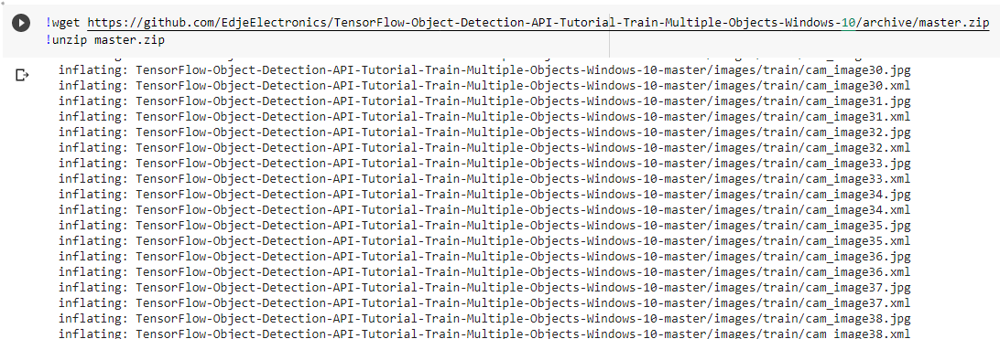 !wget https://github.com/EdjeElectronics/TensorFlow-Object-Detection-API-Tutorial-Train-Multiple-Objects-Windows-10/archive/master.zip
!unzip master.zip
inflating: TensorFlow-Object-Detection-API-Tutorial-Train-Multiple-Objects-Windows-10-master/images/train/cam_image30.jpg
inflating: TensorFlow-Object-Detection-API-Tutorial-Train-Multiple-Objects-Windows-10-master/images/train/cam_image30.xml
inflating: TensorFlow-Object-Detection-API-Tutorial-Train-Multiple-Objects-Windows-10-master/images/train/cam_image31.jpg
inflating: TensorFlow-Object-Detection-API-Tutorial-Train-Multiple-Objects-Windows-10-master/images/train/cam_image31.xml
inflating: TensorFlow-Object-Detection-API-Tutorial-Train-Multiple-Objects-Windows-10-master/images/train/cam_image32.jpg
inflating: TensorFlow-Object-Detection-API-Tutorial-Train-Multiple-Objects-Windows-10-master/images/train/cam_image32.xml
inflating: TensorFlow-Object-Detection-API-Tutorial-Train-Multiple-Objects-Windows-10-master/images/train/cam_image33.jpg
inflating: TensorFlow-Object-Detection-API-Tutorial-Train-Multiple-Objects-Windows-10-master/images/train/cam_image33.xml
inflating: TensorFlow-Object-Detection-API-Tutorial-Train-Multiple-Objects-Windows-10-master/images/train/cam_image34.jpg
inflating: TensorFlow-Object-Detection-API-Tutorial-Train-Multiple-Objects-Windows-10-master/images/train/cam_image34.xml
inflating: TensorFlow-Object-Detection-API-Tutorial-Train-Multiple-Objects-Windows-10-master/images/train/cam_image35.jpg
inflating: TensorFlow-Object-Detection-API-Tutorial-Train-Multiple-Objects-Windows-10-master/images/train/cam_image35.xml
inflating: TensorFlow-Object-Detection-API-Tutorial-Train-Multiple-Objects-Windows-10-master/images/train/cam_image36.jpg
inflating: TensorFlow-Object-Detection-API-Tutorial-Train-Multiple-Objects-Windows-10-master/images/train/cam_image36.xml
inflating: TensorFlow-Object-Detection-API-Tutorial-Train-Multiple-Objects-Windows-10-master/images/train/cam_image37.jpg
inflating: TensorFlow-Object-Detection-API-Tutorial-Train-Multiple-Objects-Windows-10-master/images/train/cam_image37.xml
inflating: TensorFlow-Object-Detection-API-Tutorial-Train-Multiple-Objects-Windows-10-master/images/train/cam_image38.jpg
inflating: TensorFlow-Object-Detection-API-Tutorial-Train-Multiple-Objects-Windows-10-master/images/train/cam_image38.xml